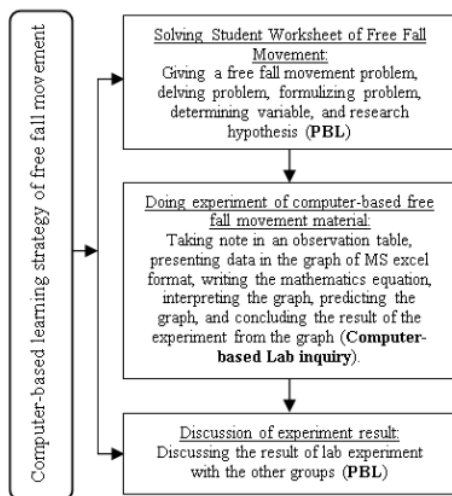 Computer-based learning strategy of free fall movement
Solving Student Worksheet of Free Fall
Movement:
Giving a free fall movement problem,
delving problem, formulizing problem,
determining variable, and research
hypothesis (PBL)
Doing experiment of computer-based free
fall movement material:
Taking note in an observation table,
presenting data in the graph of MS excel
format, writing the mathematics equation,
interpreting the graph, predicting the
graph, and concluding the result of the
experiment from the graph (Computer-
based Lab inquiry).
Discussion of experiment result:
Discussing the result of lab experiment
with the other groups (PBL)